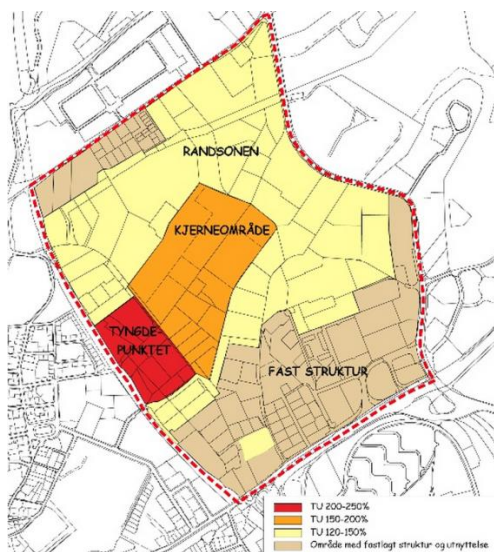 RANDSONEN
KJERNEOMRÅDE
TYNGDE-
PUNKTET
FAST STRUKTUR
TU 200-250%
TU 150-200%
TU 120-150%
Område med fastlagt struktur og utnyttelse